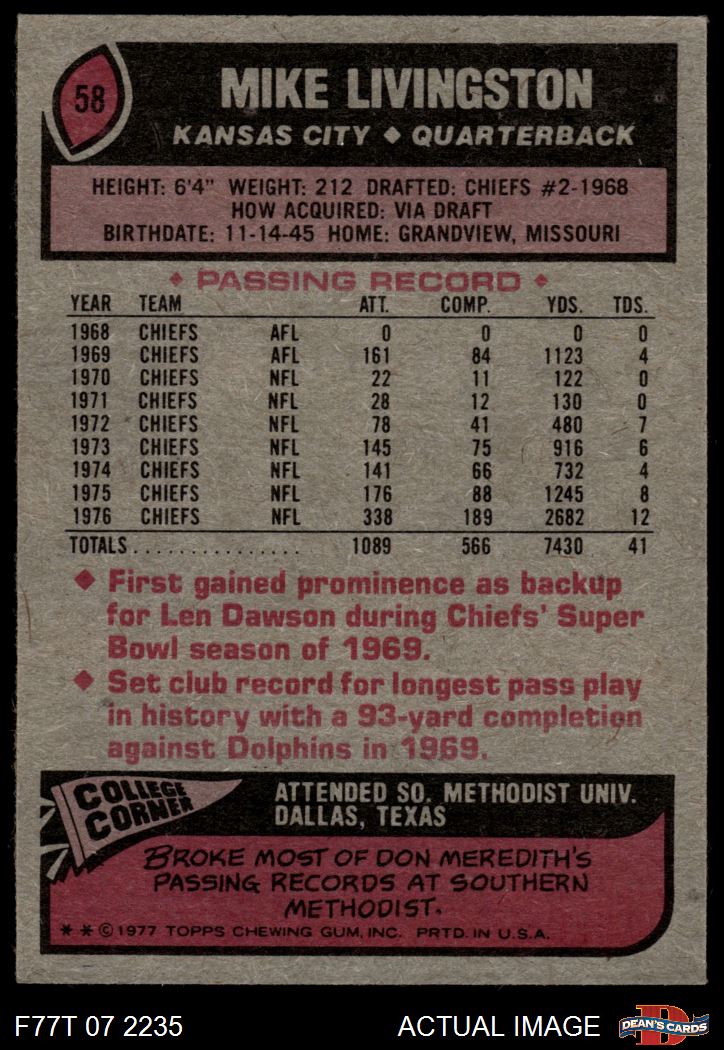 58
MIKE LIVINGSTON
KANSAS CITY ◆ QUARTERBACK
HEIGHT: 6'4" WEIGHT: 212 DRAFTED: CHIEFS #2-1968
HOW ACQUIRED: VIA DRAFT
BIRTHDATE: 11-14-45 HOME: GRANDVIEW, MISSOURI
◆ PASSING RECORD ◆
YEAR TEAM ATT. COMP. YDS. TDS.
1968 CHIEFS AFL 0 0 0 0
1969 CHIEFS AFL 161 84 1123 4
1970 CHIEFS NFL 22 11 122 0
1971 CHIEFS NFL 28 12 130 0
1972 CHIEFS NFL 78 41 480 7
1973 CHIEFS NFL 145 75 916 6
1974 CHIEFS NFL 141 66 732 4
1975 CHIEFS NFL 176 88 1245 8
1976 CHIEFS NFL 338 189 2682 12
TOTALS................ 1089 566 7430 41
◆ First gained prominence as backup
for Len Dawson during Chiefs' Super
Bowl season of 1969.
◆ Set club record for longest pass play
in history with a 93-yard completion
against Dolphins in 1969.
COLLEGE
CORNER
ATTENDED SO. METHODIST UNIV.
DALLAS, TEXAS
BROKE MOST OF DON MEREDITH'S
PASSING RECORDS AT SOUTHERN
METHODIST.
* * © 1977 TOPPS CHEWING GUM, INC. PRTD. IN U.S.A.
F77T 07 2235
ACTUAL IMAGE
D
DEAN'S CARDS